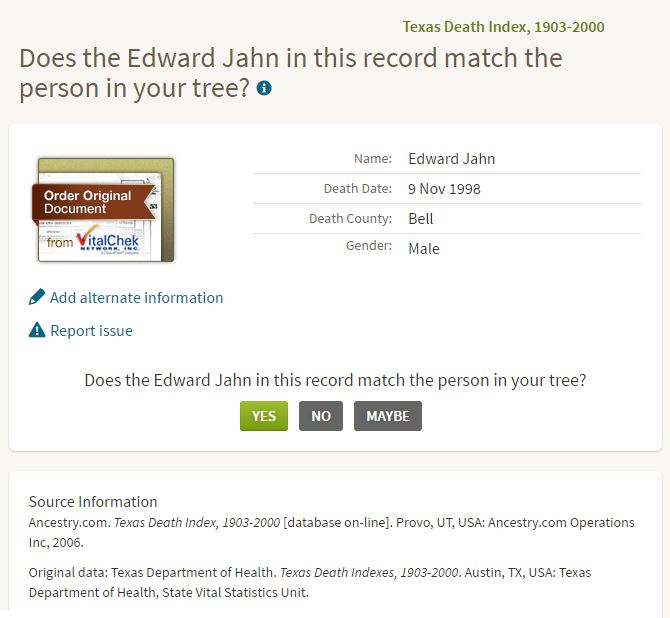 Texas Death Index, 1903-2000
Does the Edward Jahn in this record match the
person in your tree?
Order Original
Document
from VitalChek
NETWORK, INC.
Name: Edward Jahn
Death Date: 9 Nov 1998
Death County: Bell
Gender: Male
Add alternate information
Report issue
Does the Edward Jahn in this record match the person in your tree?
YES NO MAYBE
Source Information
Ancestry.com. Texas Death Index, 1903-2000 [database on-line]. Provo, UT, USA: Ancestry.com Operations
Inc, 2006.
Original data: Texas Department of Health. Texas Death Indexes, 1903-2000. Austin, TX, USA: Texas
Department of Health, State Vital Statistics Unit.